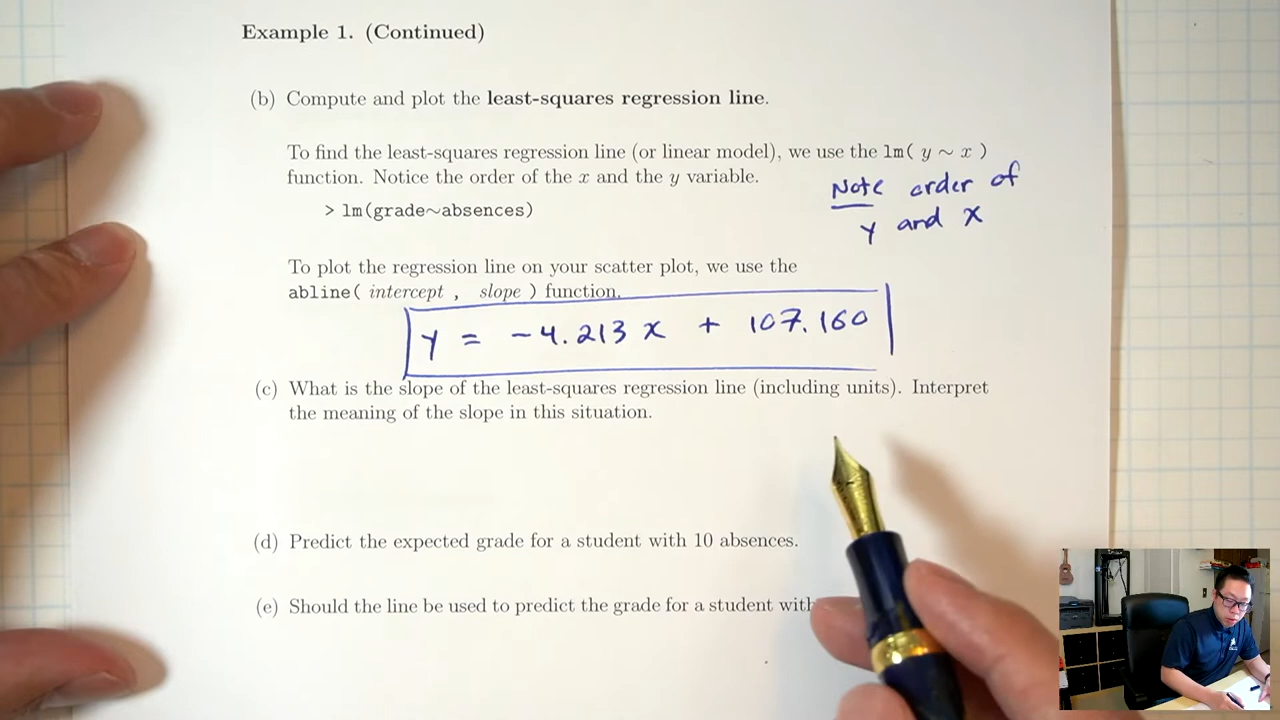 Example 1. (Continued)
(b) Compute and plot the least-squares regression line.
To find the least-squares regression line (or linear model), we use the lm( y ~ x )
function. Notice the order of the x and the y variable.
> lm(grade~absences)
Note order of
y and x
To plot the regression line on your scatter plot, we use the
abline( intercept , slope ) function.
y = -4.213 x + 107.160
(c) What is the slope of the least-squares regression line (including units). Interpret
the meaning of the slope in this situation.
(d) Predict the expected grade for a student with 10 absences.
(e) Should the line be used to predict the grade for a student with